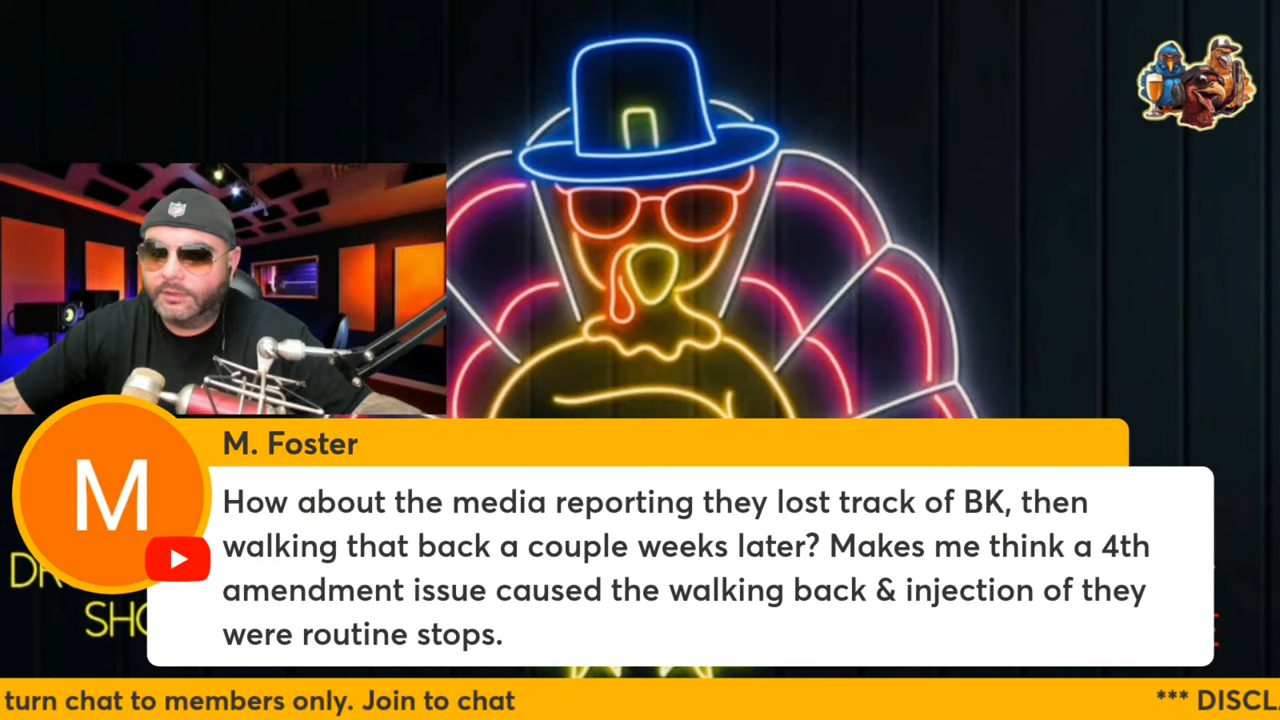 M. Foster
M
How about the media reporting they lost track of BK, then
walking that back a couple weeks later? Makes me think a 4th
amendment issue caused the walking back & injection of they
were routine stops.
DR
SHO
turn chat to members only. Join to chat
*** DISCL